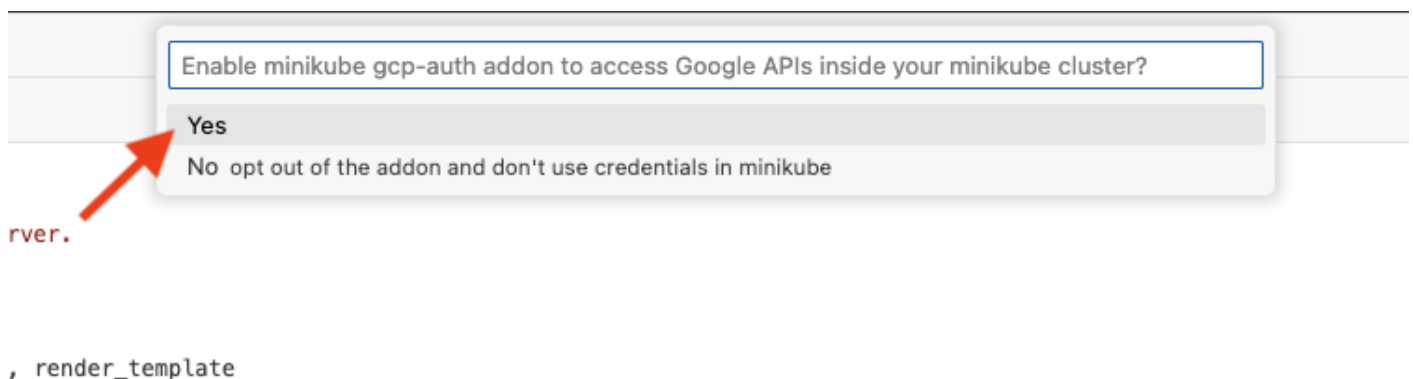 Enable minikube gcp-auth addon to access Google APIs inside your minikube cluster?
Yes
No opt out of the addon and don't use credentials in minikube
rver.
, render_template